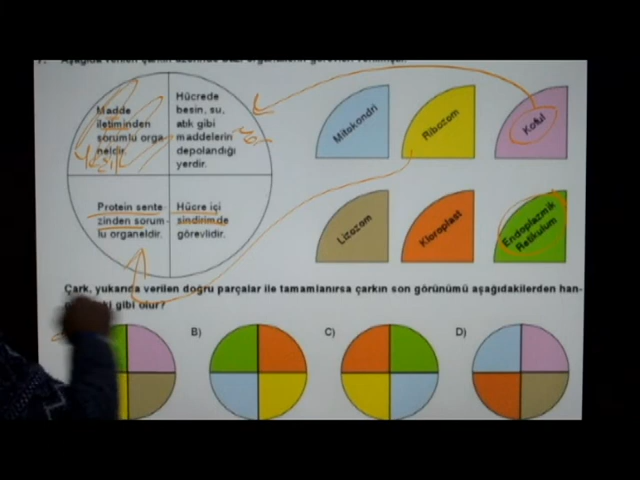 7. Aşağıda verilen çarkın üzerinde bazı organellerin görevleri verilmiştir.
Madde
iletiminden
sorumlu orga-
neldir.
Hücrede
besin, su,
atık gibi
maddelerin
depolandığı
yerdir.
Protein sente-
zinden sorum-
lu organeldir.
Hücre içi
sindirimde
görevlidir.
Mitokondri
Ribozom
Koful
Lizozom
Kloroplast
Endoplazmik
Retikulum
Çark, yukarıda verilen doğru parçalar ile tamamlanırsa çarkın son görünümü aşağıdakilerden han-
gibi olur?
B)
C)
D)